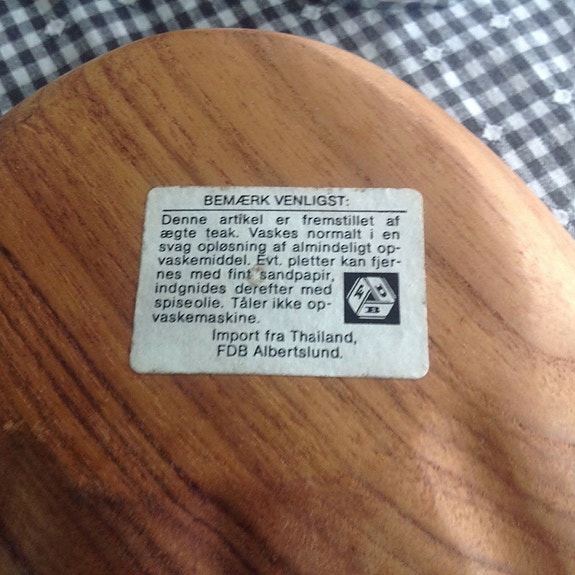 BEMÆRK VENLIGST:
Denne artikel er fremstillet af
ægte teak. Vaskes normalt i en
svag opløsning af almindeligt op-
vaskemiddel. Evt. pletter kan fjer-
nes med fint sandpapir,
indgnides derefter med
spiseolie. Tåler ikke op-
vaskemaskine.
FDB
Import fra Thailand,
FDB Albertslund.